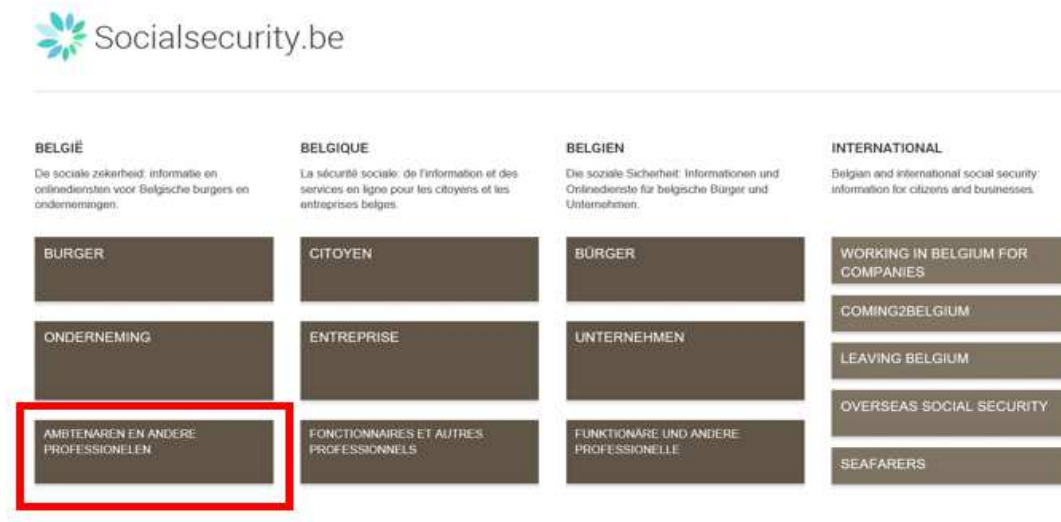 Socialsecurity.be
BELGIË
De sociale zekerheid: informatie en
onlinediensten voor Belgische burgers en
ondernemingen.
BURGER
ONDERNEMING
AMBTENAREN EN ANDERE
PROFESSIONELEN
BELGIQUE
La sécurité sociale: de l'information et des
services en ligne pour les citoyens et les
entreprises belges.
CITOYEN
ENTREPRISE
FONCTIONNAIRES ET AUTRES
PROFESSIONNELS
BELGIEN
Die soziale Sicherheit: Informationen und
Onlinedienste für belgische Bürger und
Unternehmen.
BÜRGER
UNTERNEHMEN
FUNKTIONÄRE UND ANDERE
PROFESSIONELLE
INTERNATIONAL
Belgian and international social security:
information for citizens and businesses.
WORKING IN BELGIUM FOR
COMPANIES
COMING2BELGIUM
LEAVING BELGIUM
OVERSEAS SOCIAL SECURITY
SEAFARERS